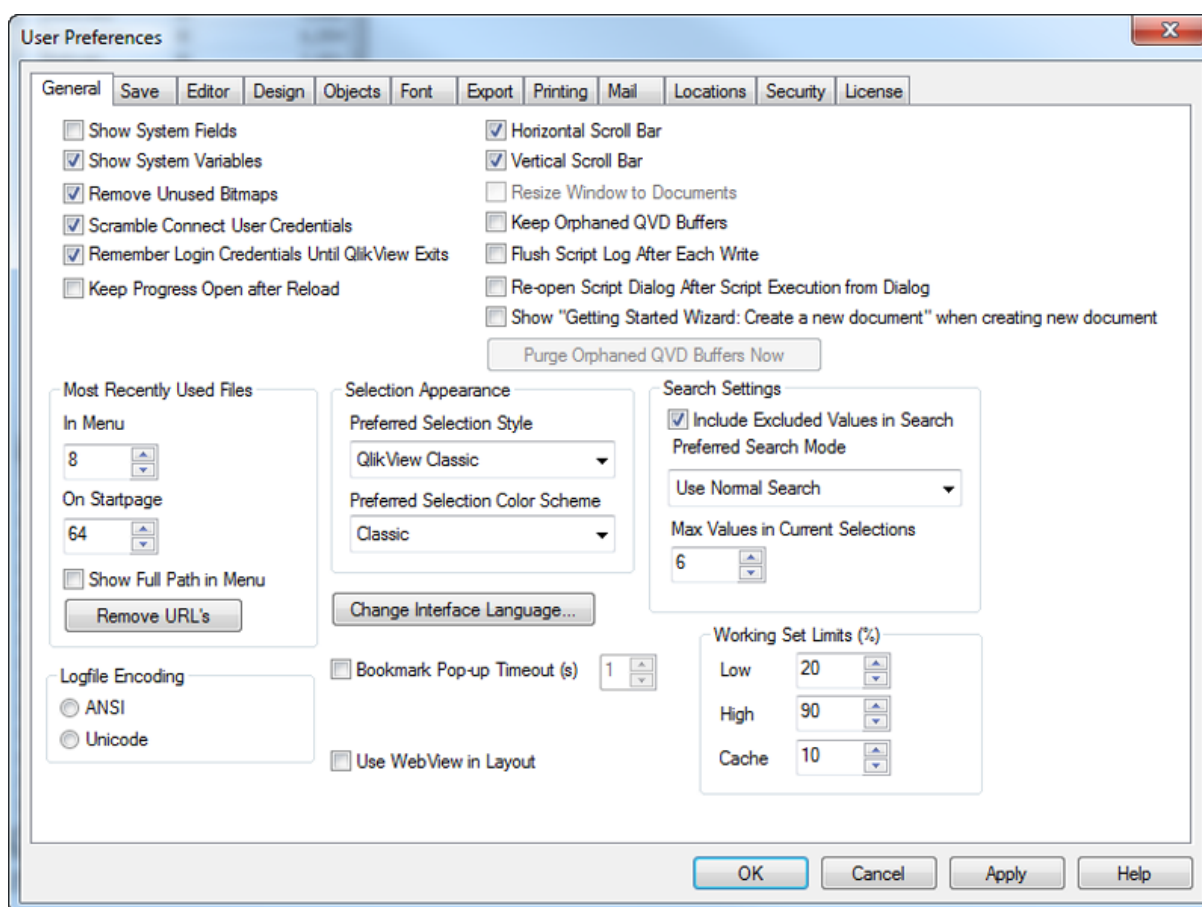 User Preferences
General Save Editor Design Objects Font Export Printing Mail Locations Security License
Show System Fields
Show System Variables
Remove Unused Bitmaps
Scramble Connect User Credentials
Remember Login Credentials Until QlikView Exits
Keep Progress Open after Reload
Horizontal Scroll Bar
Vertical Scroll Bar
Resize Window to Documents
Keep Orphaned QVD Buffers
Flush Script Log After Each Write
Re-open Script Dialog After Script Execution from Dialog
Show "Getting Started Wizard: Create a new document" when creating new document
Purge Orphaned QVD Buffers Now
Most Recently Used Files
In Menu
8
On Startpage
64
Show Full Path in Menu
Remove URL's
Selection Appearance
Preferred Selection Style
QlikView Classic
Preferred Selection Color Scheme
Classic
Change Interface Language...
Search Settings
Include Excluded Values in Search
Preferred Search Mode
Use Normal Search
Max Values in Current Selections
6
Logfile Encoding
ANSI
Unicode
Bookmark Pop-up Timeout (s) 1
Use WebView in Layout
Working Set Limits (%)
Low 20
High 90
Cache 10
OK Cancel Apply Help